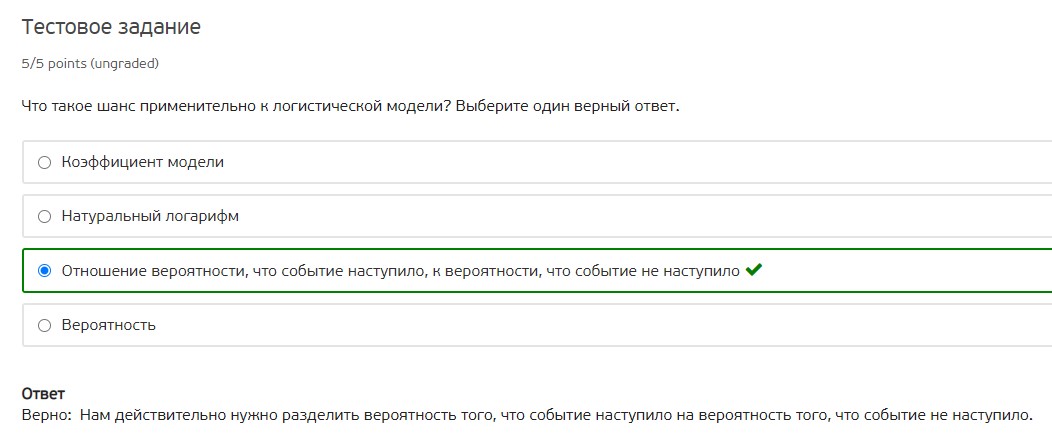 Тестовое задание
5/5 points (ungraded)
Что такое шанс применительно к логистической модели? Выберите один верный ответ.
Коэффициент модели
Натуральный логарифм
Отношение вероятности, что событие наступило, к вероятности, что событие не наступило
Вероятность
Ответ
Верно: Нам действительно нужно разделить вероятность того, что событие наступило на вероятность того, что событие не наступило.